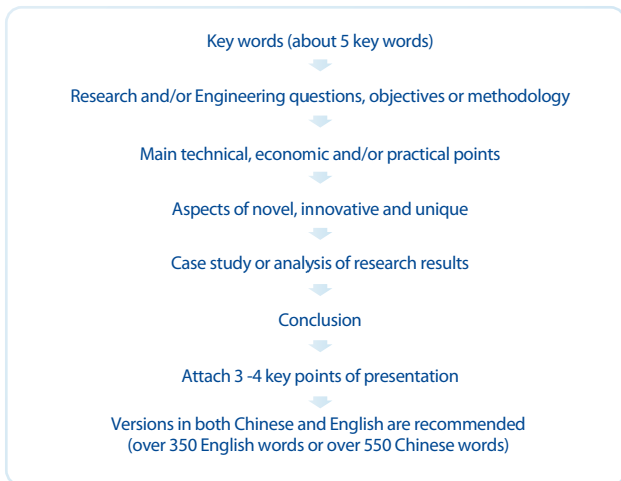 Key words (about 5 key words)
Research and/or Engineering questions, objectives or methodology
Main technical, economic and/or practical points
Aspects of novel, innovative and unique
Case study or analysis of research results
Conclusion
Attach 3 -4 key points of presentation
Versions in both Chinese and English are recommended
(over 350 English words or over 550 Chinese words)